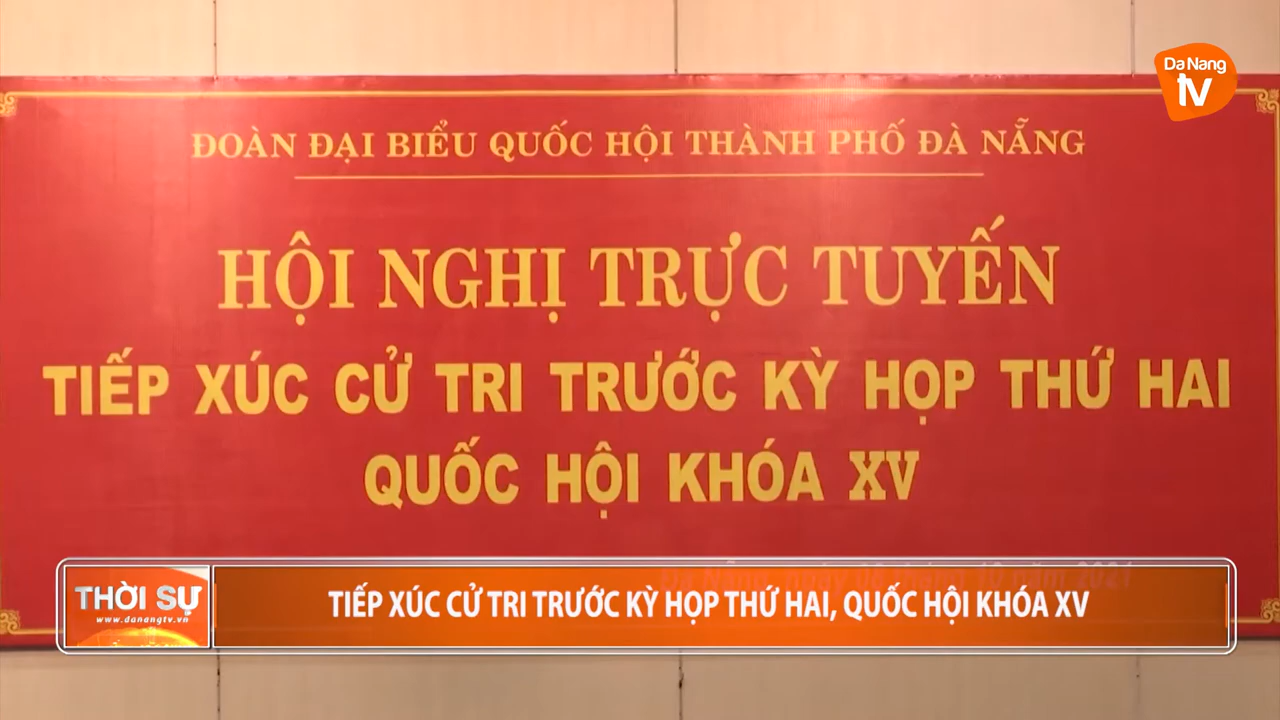 Da Nang
tv
ĐOÀN ĐẠI BIỂU QUỐC HỘI THÀNH PHỐ ĐÀ NẴNG
HỘI NGHỊ TRỰC TUYẾN
TIẾP XÚC CỬ TRI TRƯỚC KỲ HỌP THỨ HAI
QUỐC HỘI KHÓA XV
THỜI SỰ
www.danangtv.vn
TIẾP XÚC CỬ TRI TRƯỚC KỲ HỌP THỨ HAI, QUỐC HỘI KHÓA XV